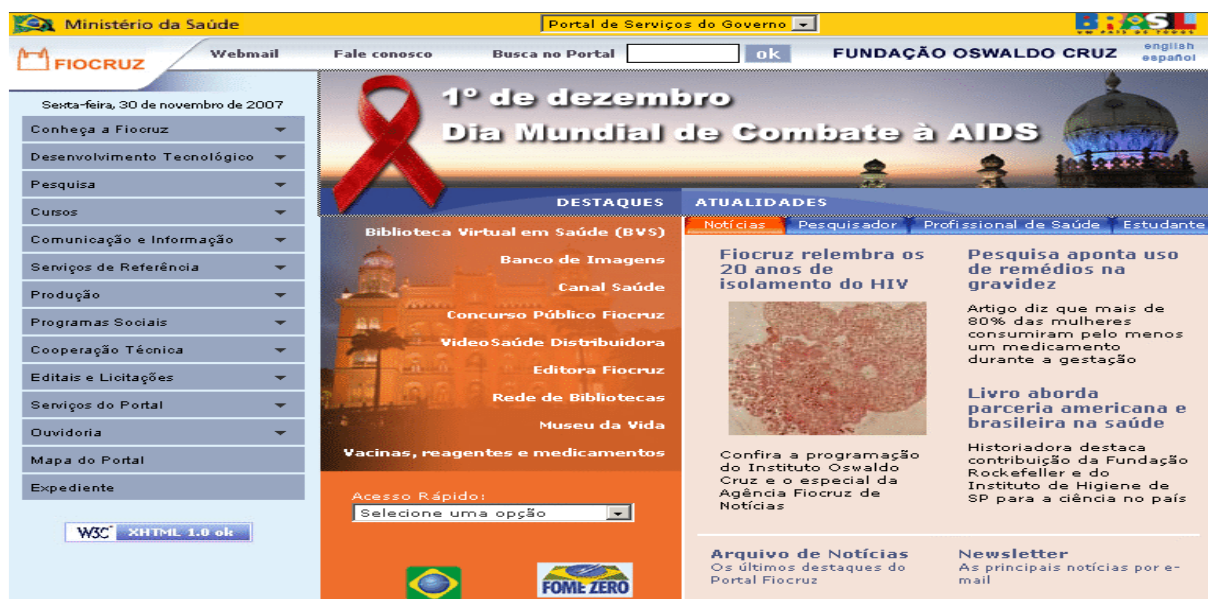 Ministério da Saúde
Portal de Serviços do Governo
BRASIL
UM PAÍS DE TODOS
FIOCRUZ
Webmail
Fale conosco
Busca no Portal
ok
FUNDAÇÃO OSWALDO CRUZ
english
español
Sexta-feira, 30 de novembro de 2007
Conheça a Fiocruz
Desenvolvimento Tecnológico
Pesquisa
Cursos
Comunicação e Informação
Serviços de Referência
Produção
Programas Sociais
Cooperação Técnica
Editais e Licitações
Serviços do Portal
Ouvidoria
Mapa do Portal
Expediente
W3C XHTML 1.0 ok
1º de dezembro
Dia Mundial de Combate à AIDS
DESTAQUES
Biblioteca Virtual em Saúde (BVS)
Banco de Imagens
Canal Saúde
Concurso Público Fiocruz
VideoSaúde Distribuidora
Editora Fiocruz
Rede de Bibliotecas
Museu da Vida
Vacinas, reagentes e medicamentos
Acesso Rápido:
Selecione uma opção
FOME ZERO
ATUALIDADES
Notícias
Pesquisador
Profissional de Saúde
Estudante
Fiocruz relembra os
20 anos de
isolamento do HIV
Confira a programação
do Instituto Oswaldo
Cruz e o especial da
Agência Fiocruz de
Notícias
Pesquisa aponta uso
de remédios na
gravidez
Artigo diz que mais de
80% das mulheres
consumiram pelo menos
um medicamento
durante a gestação
Livro aborda
parceria americana e
brasileira na saúde
Historiadora destaca
contribuição da Fundação
Rockefeller e do
Instituto de Higiene de
SP para a ciência no país
Arquivo de Notícias
Os últimos destaques do
Portal Fiocruz
Newsletter
As principais notícias por e-
mail